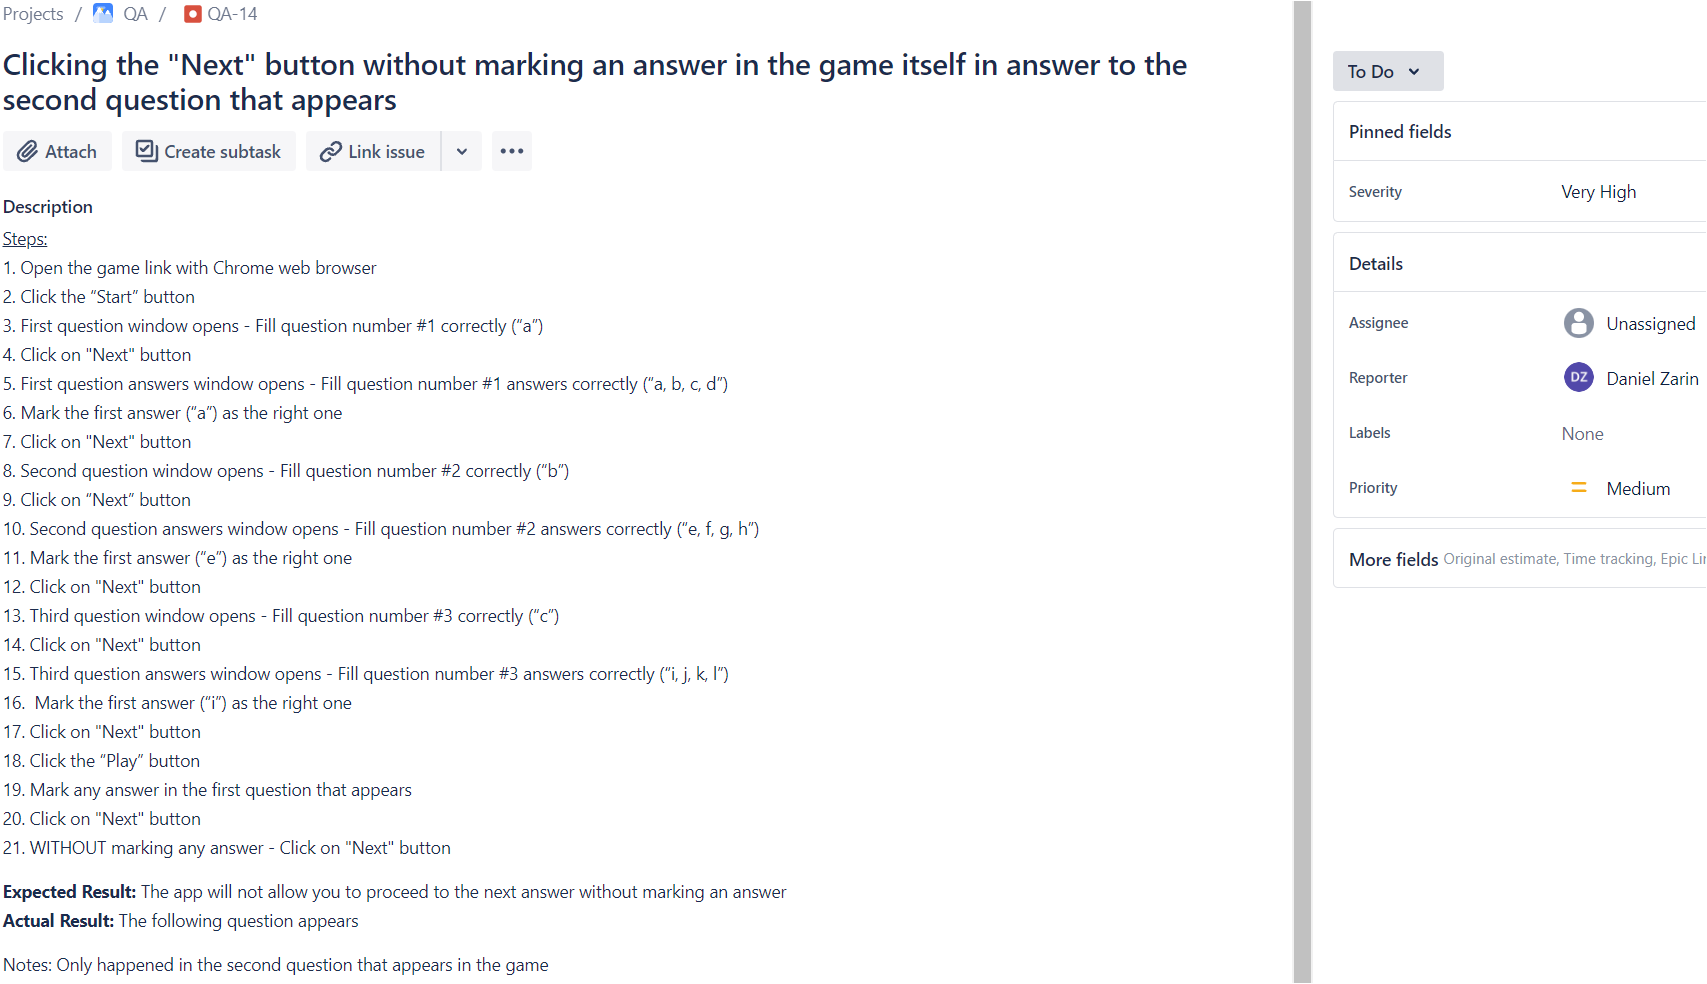 Projects / QA / QA-14
Clicking the "Next" button without marking an answer in the game itself in answer to the
second question that appears
Attach Create subtask Link issue
Description
Steps:
1. Open the game link with Chrome web browser
2. Click the “Start” button
3. First question window opens - Fill question number #1 correctly (“a”)
4. Click on "Next" button
5. First question answers window opens - Fill question number #1 answers correctly (“a, b, c, d”)
6. Mark the first answer (“a”) as the right one
7. Click on "Next" button
8. Second question window opens - Fill question number #2 correctly (“b”)
9. Click on “Next” button
10. Second question answers window opens - Fill question number #2 answers correctly (“e, f, g, h”)
11. Mark the first answer (“e”) as the right one
12. Click on "Next" button
13. Third question window opens - Fill question number #3 correctly (“c”)
14. Click on "Next" button
15. Third question answers window opens - Fill question number #3 answers correctly (“i, j, k, l”)
16. Mark the first answer (“i”) as the right one
17. Click on "Next" button
18. Click the “Play” button
19. Mark any answer in the first question that appears
20. Click on "Next" button
21. WITHOUT marking any answer - Click on "Next" button
Expected Result: The app will not allow you to proceed to the next answer without marking an answer
Actual Result: The following question appears
Notes: Only happened in the second question that appears in the game
To Do
Pinned fields
Severity Very High
Details
Assignee Unassigned
Reporter DZ Daniel Zarin
Labels None
Priority Medium
More fields Original estimate, Time tracking, Epic